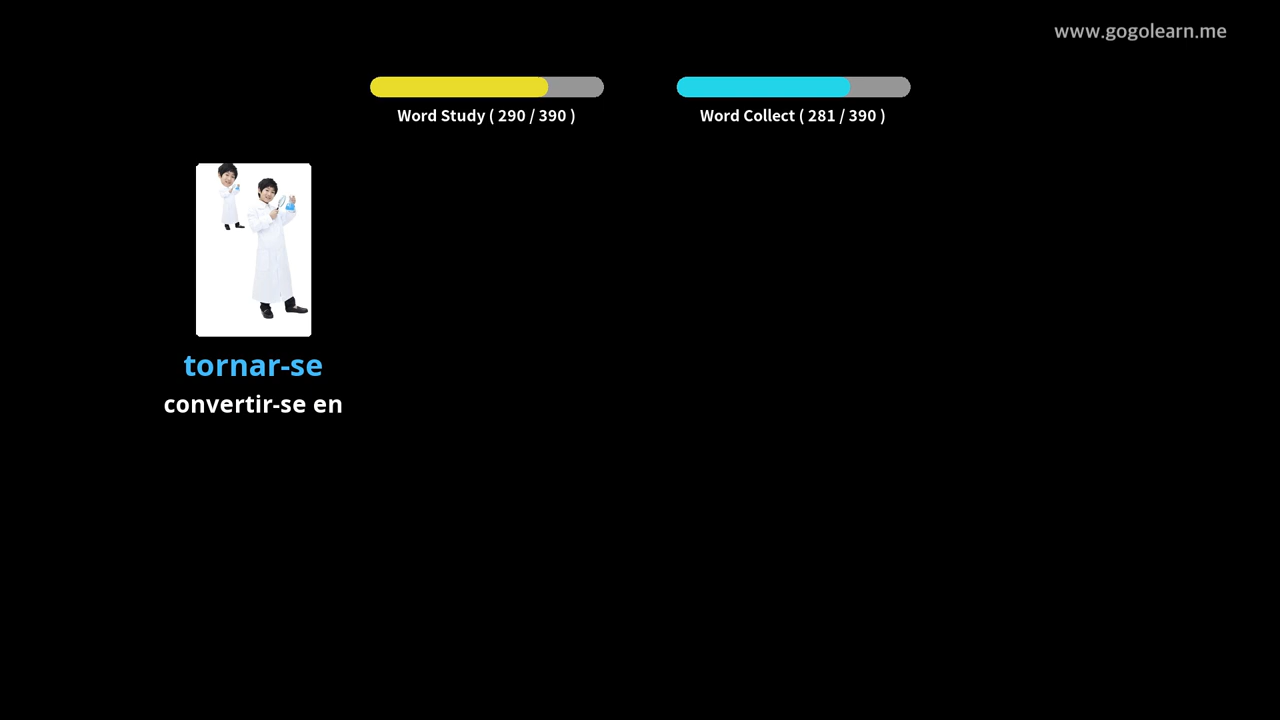 www.gogolearn.me
Word Study ( 290 / 390 )
Word Collect ( 281 / 390 )
tornar-se
convertir-se en